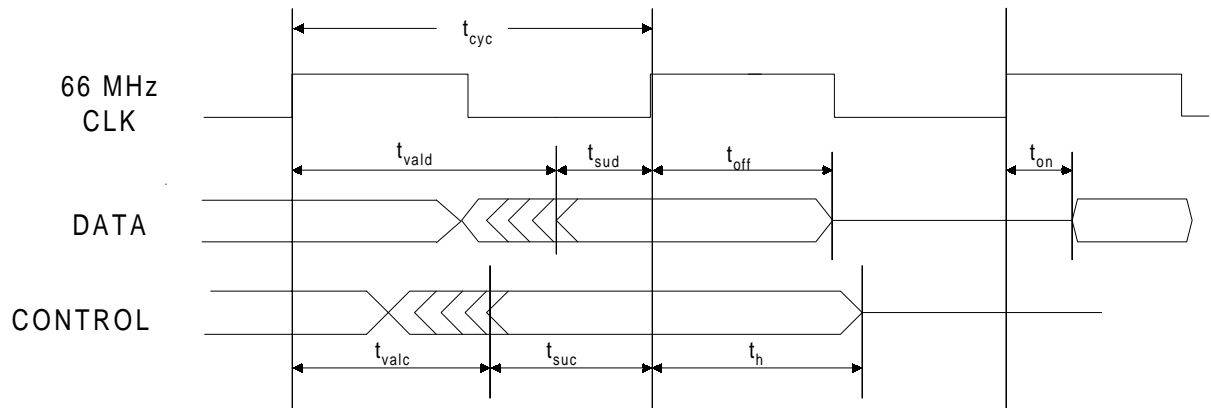 t_cyc
66 MHz
CLK
t_vald t_sud t_off t_on
DATA
CONTROL
t_valc t_suc t_h